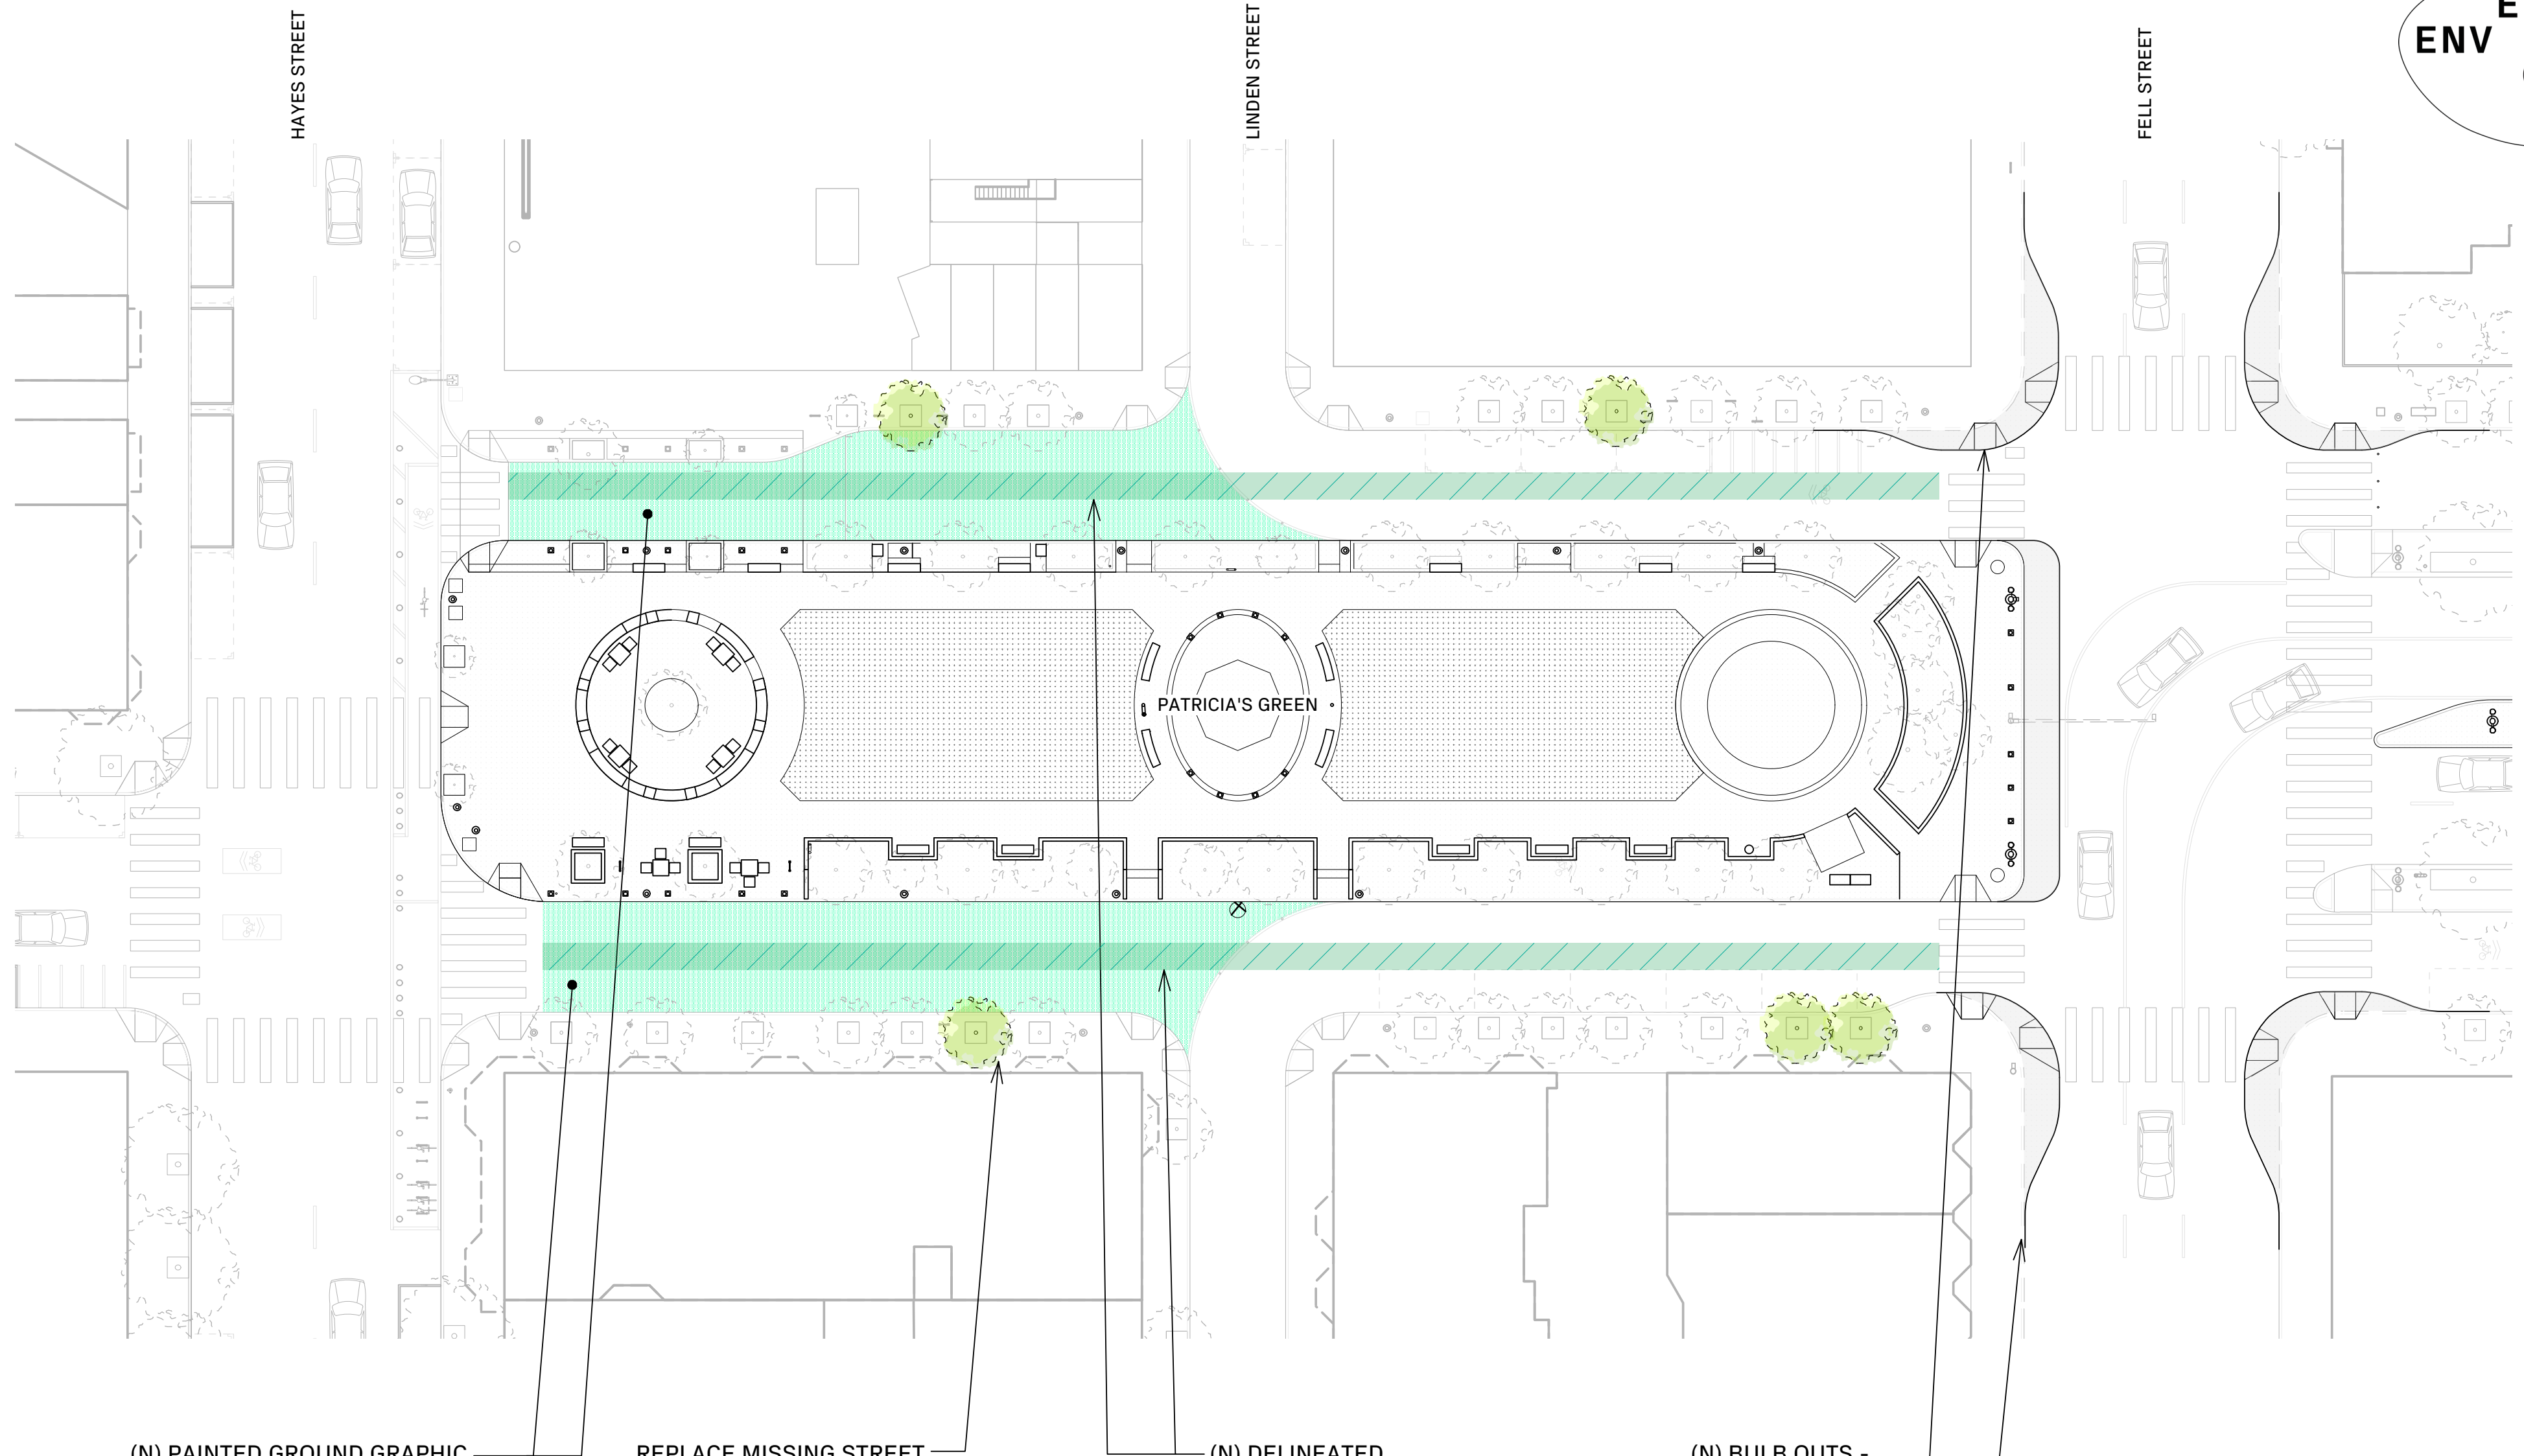 HAYES STREET
LINDEN STREET
FELL STREET
E
ENV
PATRICIA'S GREEN
(N) PAINTED GROUND GRAPHIC
REPLACE MISSING STREET
(N) DELINEATED
(N) BULB OUTS -